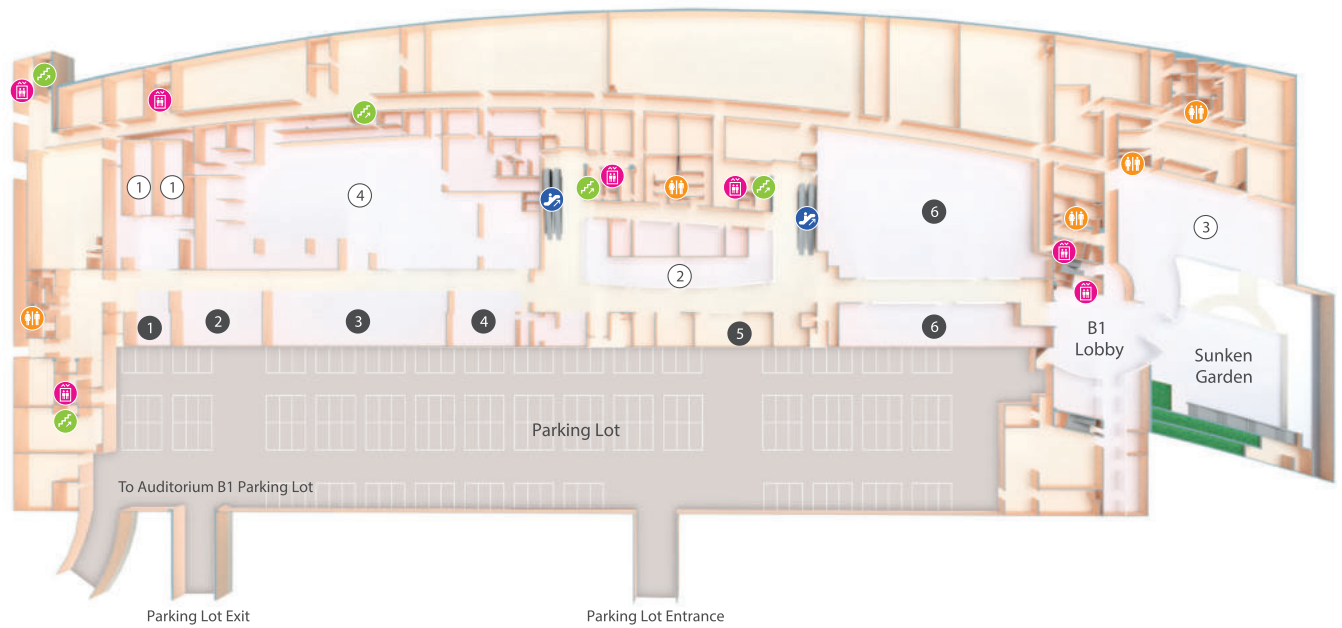 1
1
4
6
3
2
1
2
3
4
5
6
B1
Lobby
Sunken
Garden
Parking Lot
To Auditorium B1 Parking Lot
Parking Lot Exit
Parking Lot Entrance